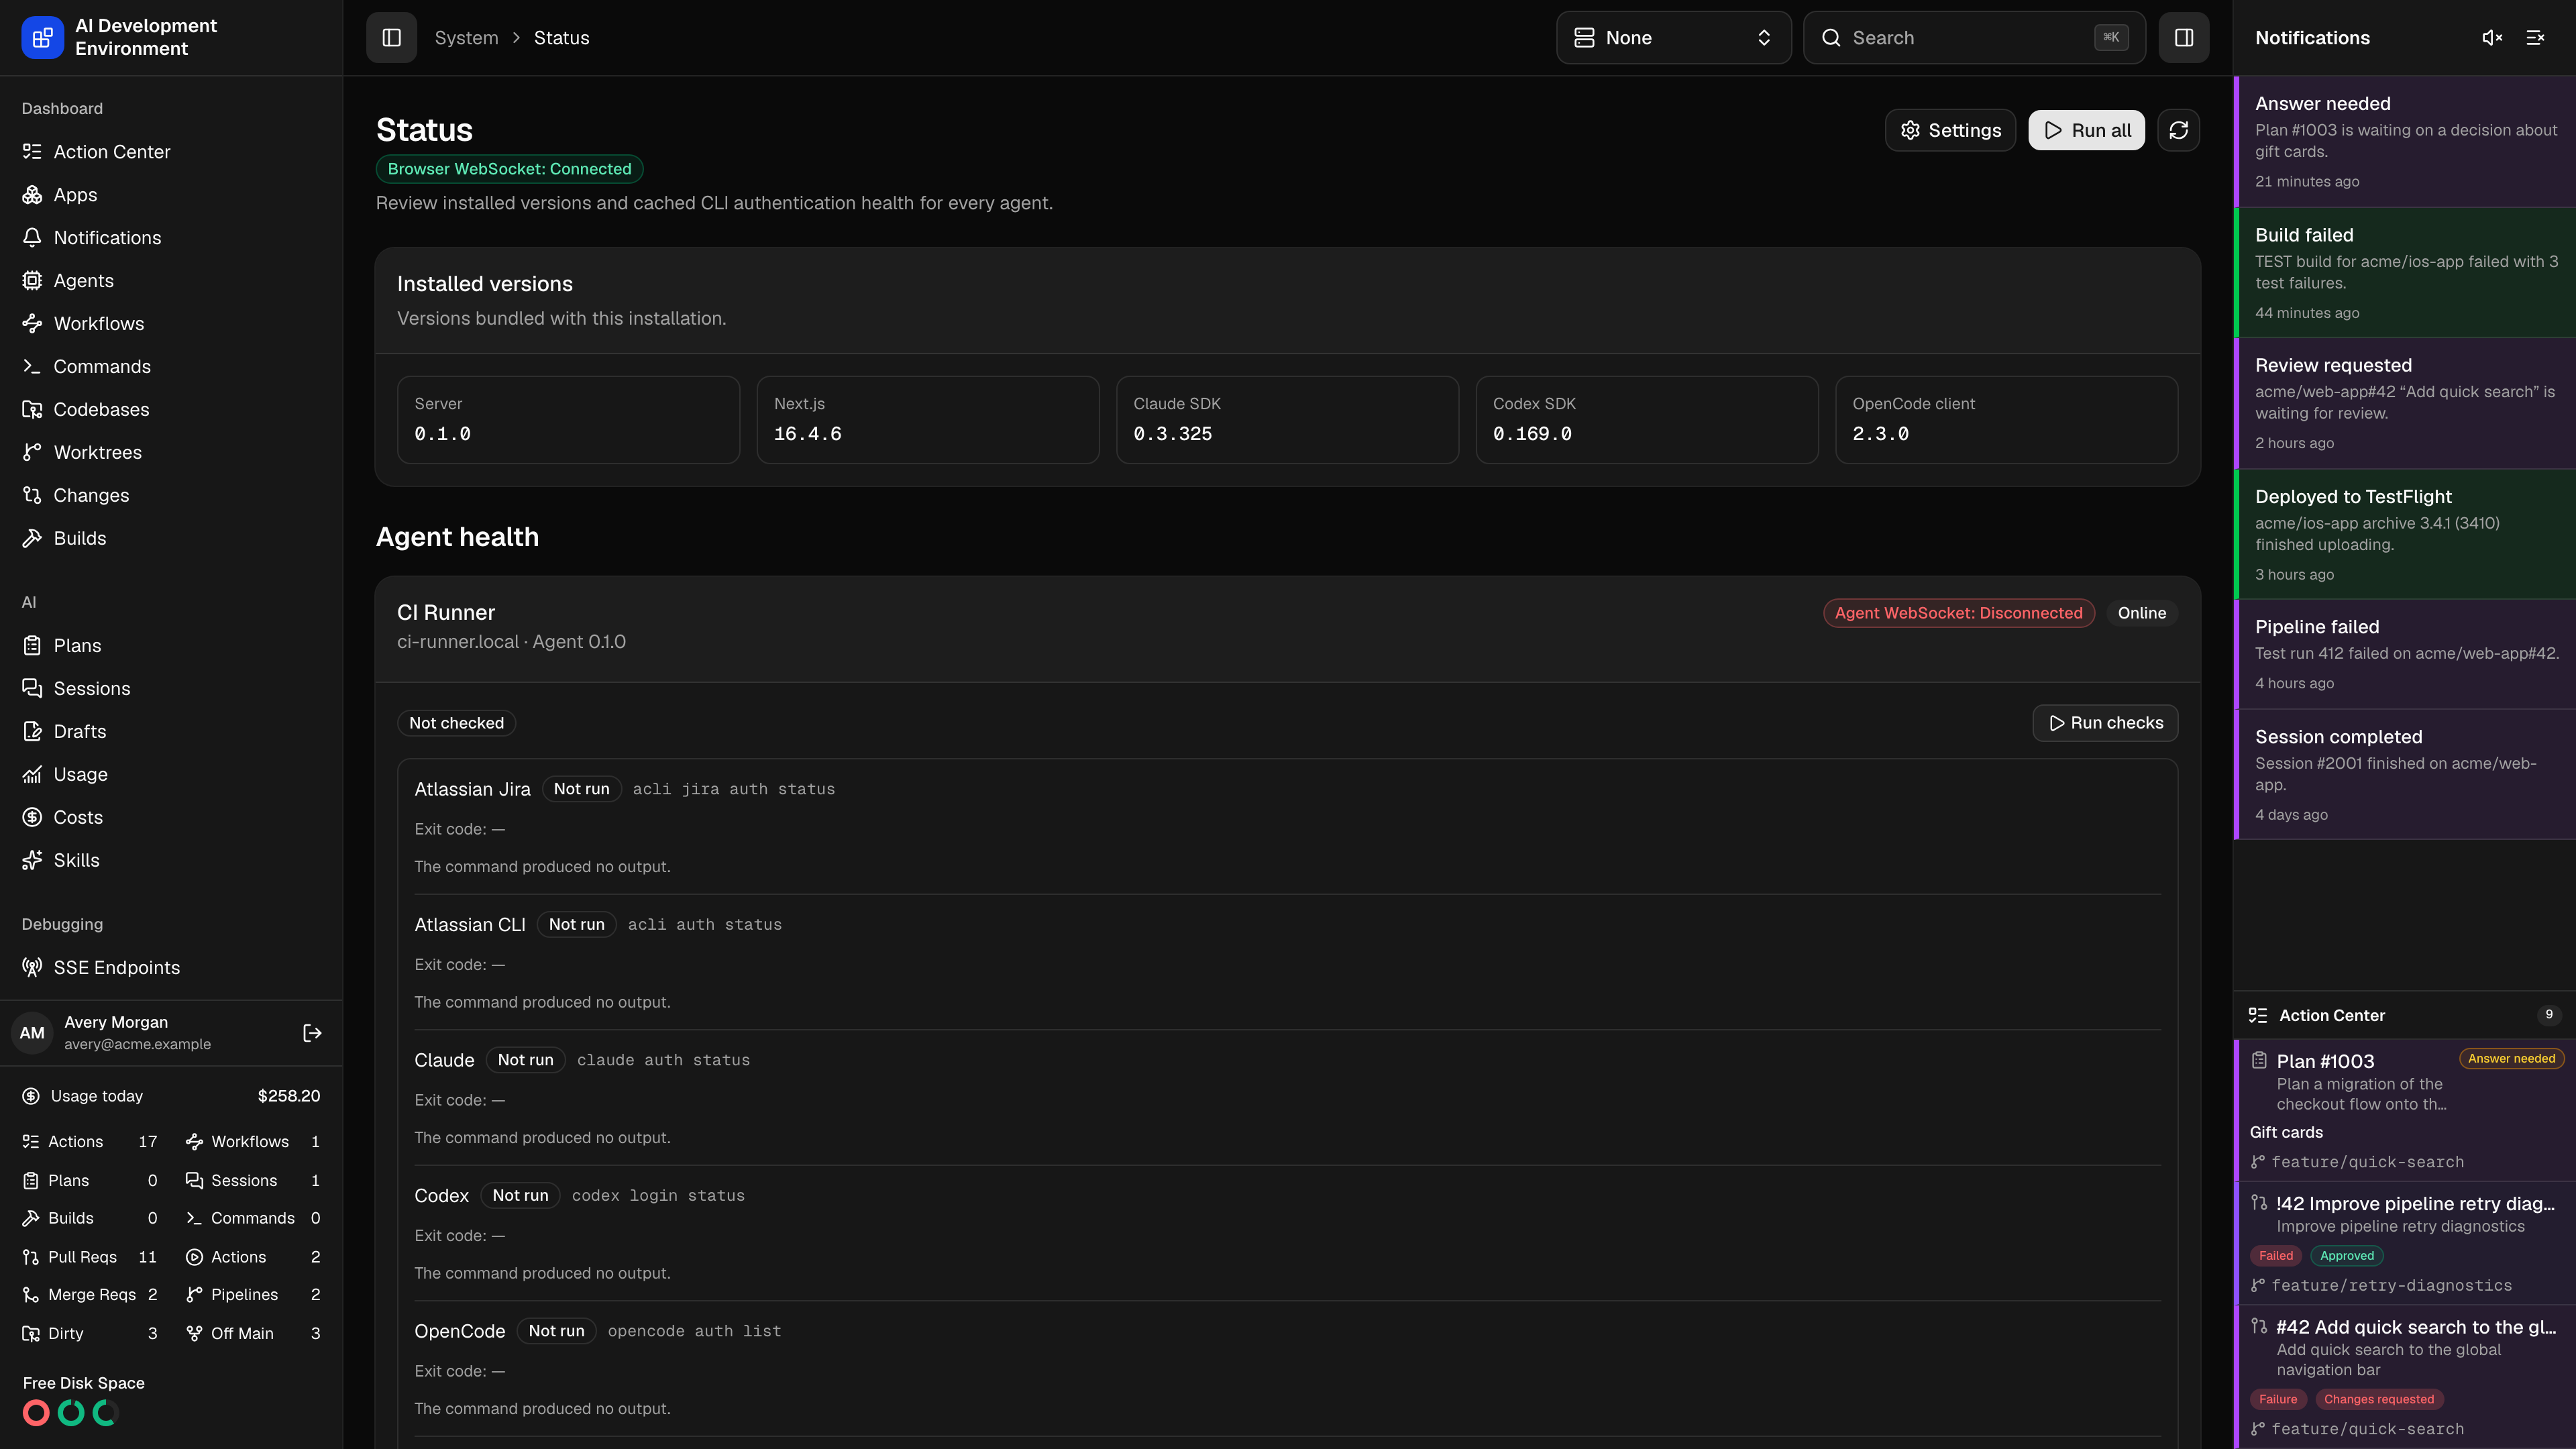 AI Development
Environment
Dashboard
Action Center
Apps
Notifications
Agents
Workflows
Commands
Codebases
Worktrees
Changes
Builds
AI
Plans
Sessions
Drafts
Usage
Costs
Skills
Debugging
SSE Endpoints
AM
Avery Morgan
avery@acme.example
Usage today $258.20
Actions 17 Workflows 1
Plans 0 Sessions 1
Builds 0 Commands 0
Pull Reqs 11 Actions 2
Merge Reqs 2 Pipelines 2
Dirty 3 Off Main 3
Free Disk Space
System > Status
None
Search ⌘K
Status
Settings
Run all
Browser WebSocket: Connected
Review installed versions and cached CLI authentication health for every agent.
Installed versions
Versions bundled with this installation.
Server
0.1.0
Next.js
16.4.6
Claude SDK
0.3.325
Codex SDK
0.169.0
OpenCode client
2.3.0
Agent health
CI Runner
Agent WebSocket: Disconnected
Online
ci-runner.local · Agent 0.1.0
Not checked
Run checks
Atlassian Jira Not run acli jira auth status
Exit code: —
The command produced no output.
Atlassian CLI Not run acli auth status
Exit code: —
The command produced no output.
Claude Not run claude auth status
Exit code: —
The command produced no output.
Codex Not run codex login status
Exit code: —
The command produced no output.
OpenCode Not run opencode auth list
Exit code: —
The command produced no output.
Notifications
Answer needed
Plan #1003 is waiting on a decision about
gift cards.
21 minutes ago
Build failed
TEST build for acme/ios-app failed with 3
test failures.
44 minutes ago
Review requested
acme/web-app#42 “Add quick search” is
waiting for review.
2 hours ago
Deployed to TestFlight
acme/ios-app archive 3.4.1 (3410)
finished uploading.
3 hours ago
Pipeline failed
Test run 412 failed on acme/web-app#42.
4 hours ago
Session completed
Session #2001 finished on acme/web-
app.
4 days ago
Action Center 9
Plan #1003 Answer needed
Plan a migration of the
checkout flow onto th...
Gift cards
feature/quick-search
!42 Improve pipeline retry diag...
Improve pipeline retry diagnostics
Failed Approved
feature/retry-diagnostics
#42 Add quick search to the gl...
Add quick search to the global
navigation bar
Failure Changes requested
feature/quick-search